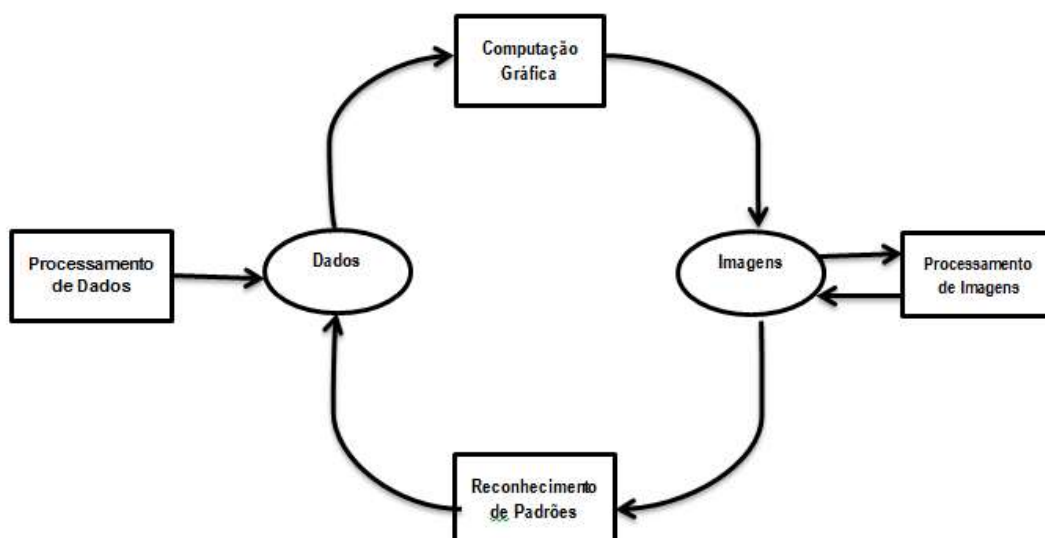 Computação
Gráfica
Processamento
de Dados
Dados
Imagens
Processamento
de Imagens
Reconhecimento
de Padrões